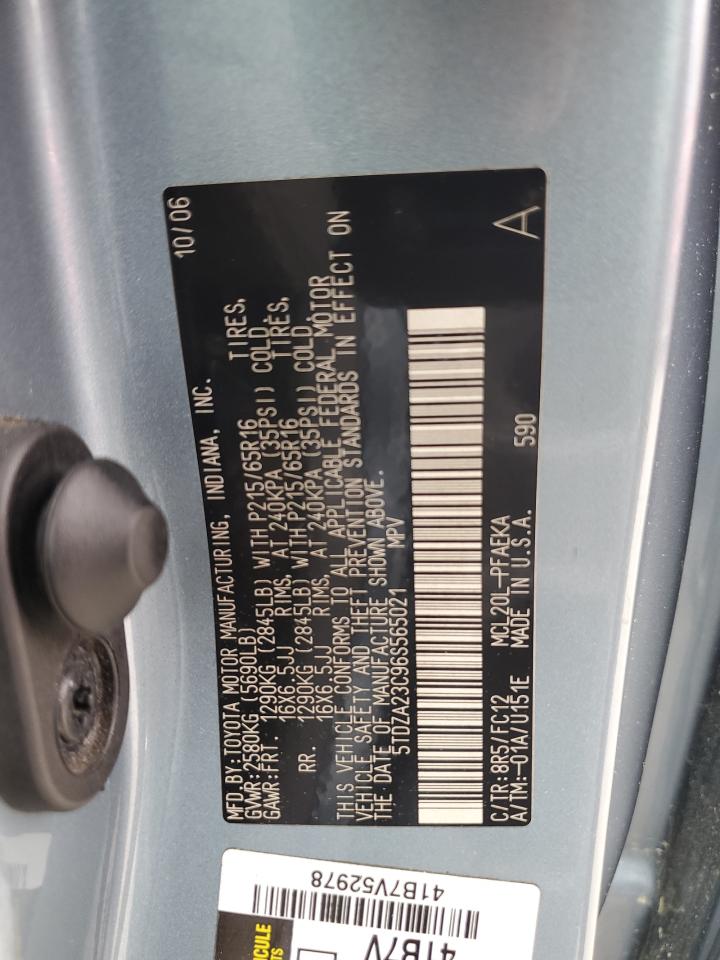 MFD.BY:TOYOTA MOTOR MANUFACTURING, INDIANA, INC. 10/06
GVWR:2580KG (5690LB)
GAWR:FRT. 1290KG (2845LB) WITH P215/65R16 TIRES,
16X6.5JJ RIMS, AT 240KPA (35PSI) COLD
RR. 1290KG (2845LB) WITH P215/65R16 TIRES,
16X6.5JJ RIMS, AT 240KPA (35PSI) COLD
THIS VEHICLE CONFORMS TO ALL APPLICABLE FEDERAL MOTOR
VEHICLE SAFETY AND THEFT PREVENTION STANDARDS IN EFFECT ON
THE DATE OF MANUFACTURE SHOWN ABOVE.
5TDZA23C96S565021 MPV
C/TR:8R5/FC12 MCL20L-PFAEKA 590 A
A/TM:-01A/U151E MADE IN U.S.A.
41B7V52978
41B7V